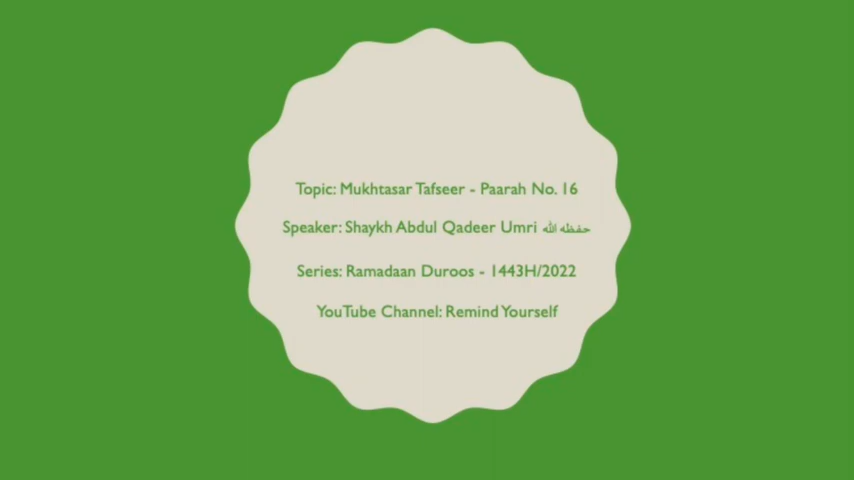 Topic: Mukhtasar Tafseer - Paarah No. 16
Speaker: Shaykh Abdul Qadeer Umri حفظه الله
Series: Ramadaan Duroos - 1443H/2022
YouTube Channel: Remind Yourself